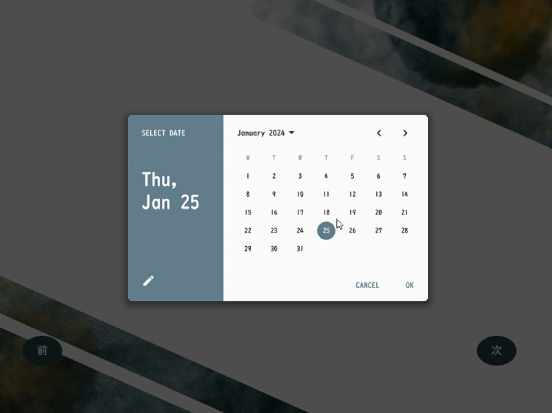 SELECT DATE
Thu,
Jan 25
January 2024
M T W T F S S
1 2 3 4 5 6 7
8 9 10 11 12 13 14
15 16 17 18 19 20 21
22 23 24 25 26 27 28
29 30 31
CANCEL OK
前
次